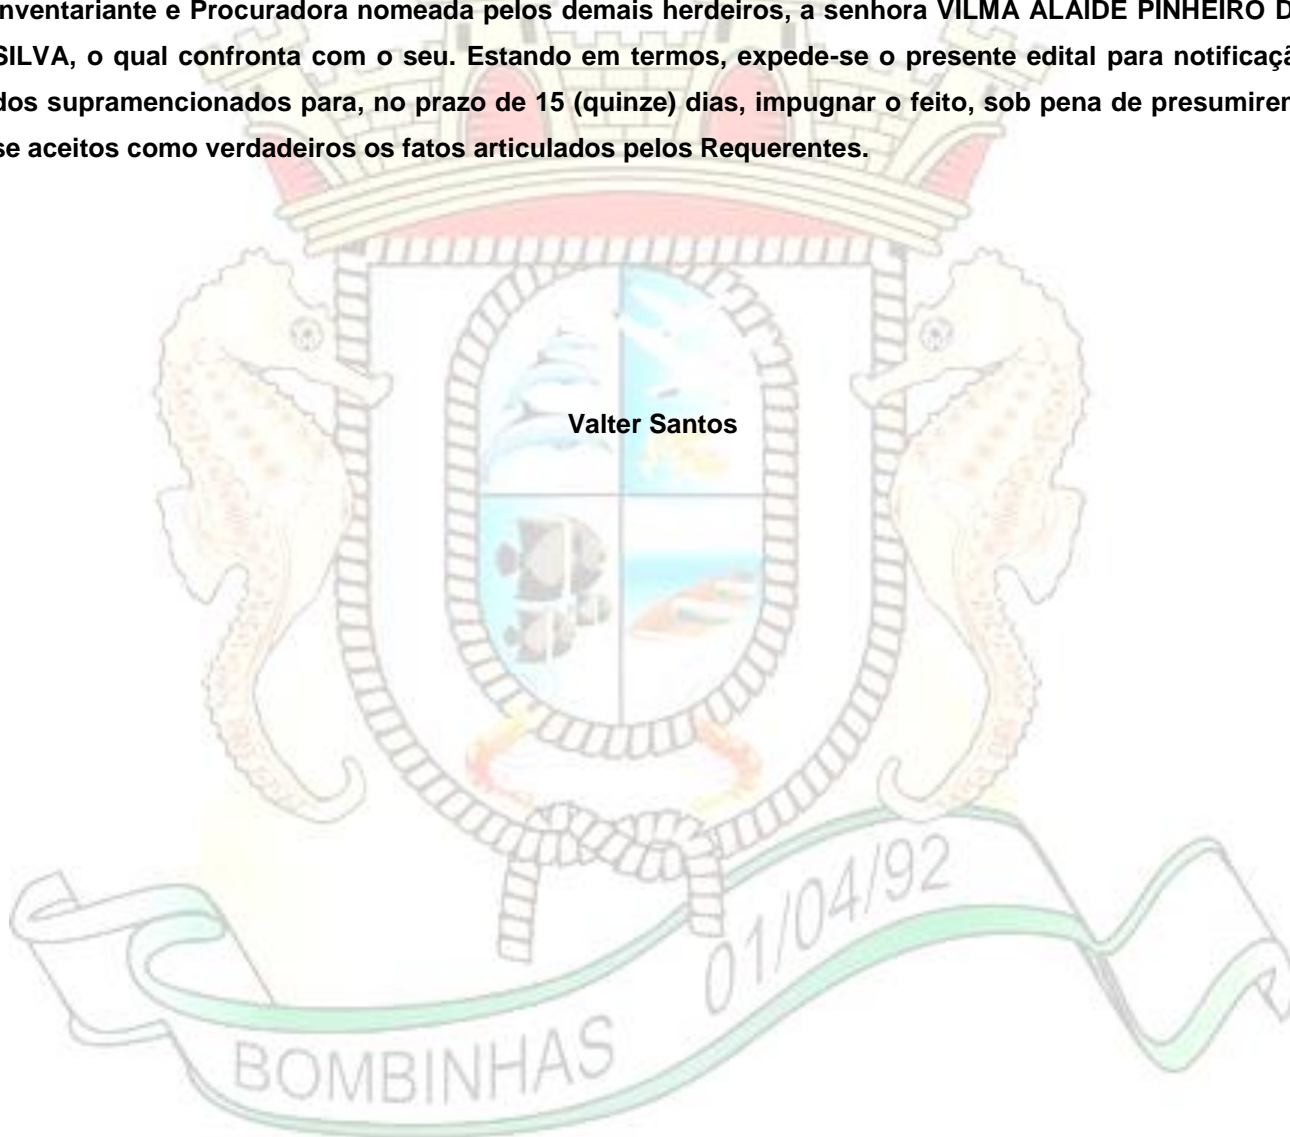 nventariante e Procuradora nomeada pelos demais herdeiros, a senhora VILMA ALAIDE PINHEIRO D
SILVA, o qual confronta com o seu. Estando em termos, expede-se o presente edital para notificaçã
dos supramencionados para, no prazo de 15 (quinze) dias, impugnar o feito, sob pena de presumirem
se aceitos como verdadeiros os fatos articulados pelos Requerentes.
Valter Santos
BOMBINHAS 01/04/92